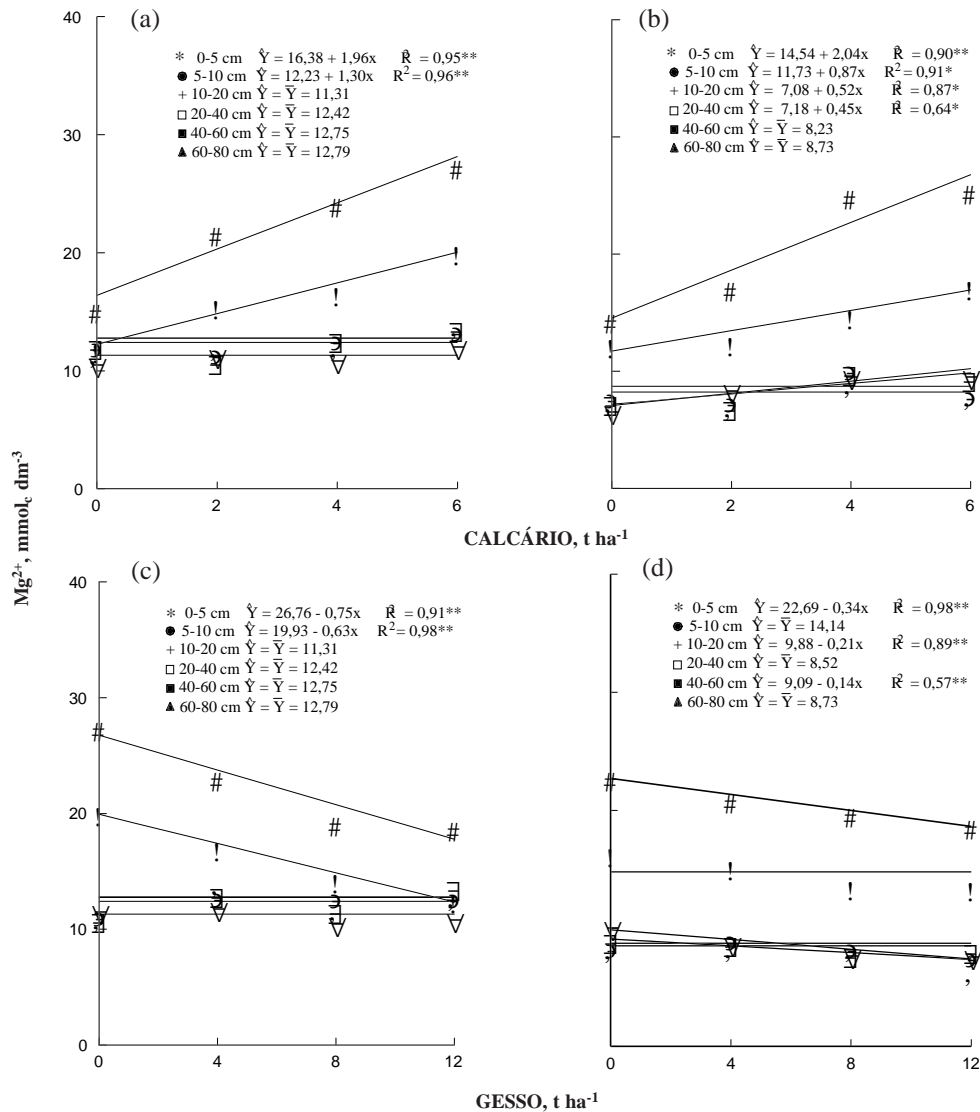 (a)
40
30
20
10
0
* 0-5 cm Ŷ = 16,38 + 1,96x R² = 0,95**
● 5-10 cm Ŷ = 12,23 + 1,30x R² = 0,96**
+ 10-20 cm Ŷ = Y̅ = 11,31
□ 20-40 cm Ŷ = Y̅ = 12,42
■ 40-60 cm Ŷ = Y̅ = 12,75
▲ 60-80 cm Ŷ = Y̅ = 12,79
0 2 4 6
(b)
* 0-5 cm Ŷ = 14,54 + 2,04x R² = 0,90**
● 5-10 cm Ŷ = 11,73 + 0,87x R² = 0,91*
+ 10-20 cm Ŷ = 7,08 + 0,52x R² = 0,87*
□ 20-40 cm Ŷ = 7,18 + 0,45x R² = 0,64*
■ 40-60 cm Ŷ = Y̅ = 8,23
▲ 60-80 cm Ŷ = Y̅ = 8,73
0 2 4 6
CALCÁRIO, t ha⁻¹
Mg²⁺, mmol_c dm⁻³
(c)
40
30
20
10
0
* 0-5 cm Ŷ = 26,76 - 0,75x R² = 0,91**
● 5-10 cm Ŷ = 19,93 - 0,63x R² = 0,98**
+ 10-20 cm Ŷ = Y̅ = 11,31
□ 20-40 cm Ŷ = Y̅ = 12,42
■ 40-60 cm Ŷ = Y̅ = 12,75
▲ 60-80 cm Ŷ = Y̅ = 12,79
0 4 8 12
(d)
* 0-5 cm Ŷ = 22,69 - 0,34x R² = 0,98**
● 5-10 cm Ŷ = Y̅ = 14,14
+ 10-20 cm Ŷ = 9,88 - 0,21x R² = 0,89**
□ 20-40 cm Ŷ = Y̅ = 8,52
■ 40-60 cm Ŷ = 9,09 - 0,14x R² = 0,57**
▲ 60-80 cm Ŷ = Y̅ = 8,73
0 4 8 12
GESSO, t ha⁻¹